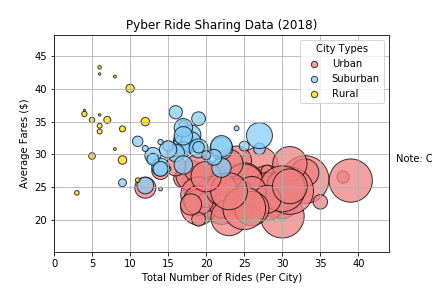 Pyber Ride Sharing Data (2018)
City Types
Urban
Suburban
Rural
45
40
35
30
25
20
Average Fares ($)
Note: C
0 5 10 15 20 25 30 35 40
Total Number of Rides (Per City)